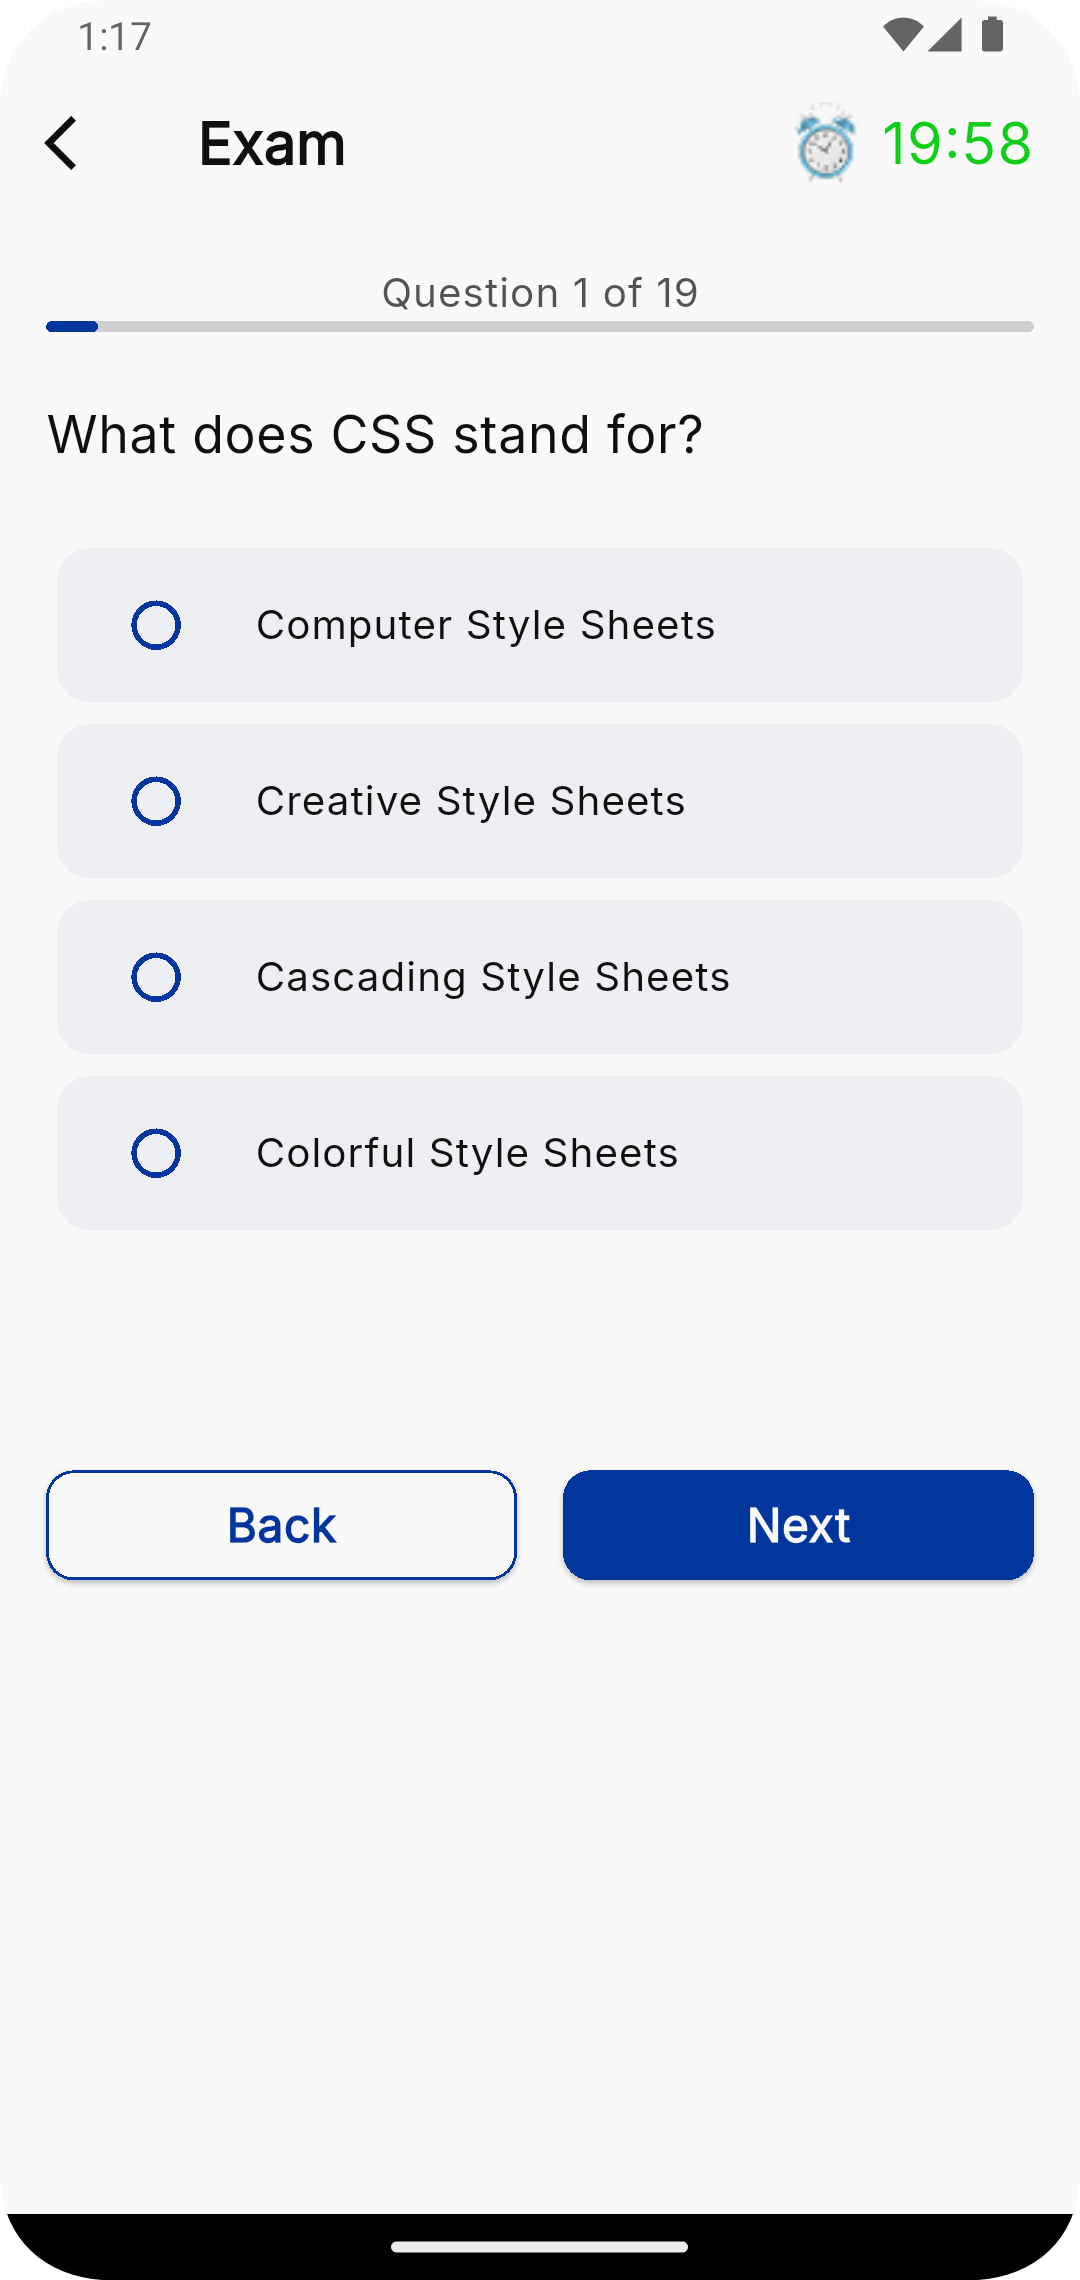 1:17
Exam
19:58
Question 1 of 19
What does CSS stand for?
Computer Style Sheets
Creative Style Sheets
Cascading Style Sheets
Colorful Style Sheets
Back
Next